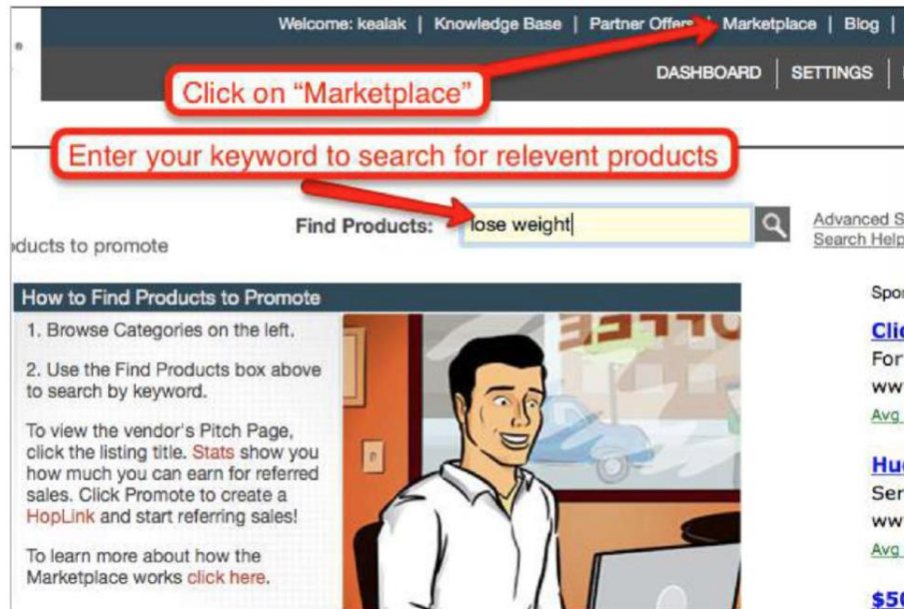 Welcome: kealak | Knowledge Base | Partner Offers | Marketplace | Blog |
DASHBOARD | SETTINGS |
Click on “Marketplace”
Enter your keyword to search for relevent products
Find Products: lose weight
Advanced S
Search Help
oducts to promote
How to Find Products to Promote
1. Browse Categories on the left.
2. Use the Find Products box above
to search by keyword.
To view the vendor's Pitch Page,
click the listing title. Stats show you
how much you can earn for referred
sales. Click Promote to create a
HopLink and start referring sales!
To learn more about how the
Marketplace works click here.
COFFEE
Spo
Clic
For
ww
Avg
Hu
Ser
ww
Avg
$50